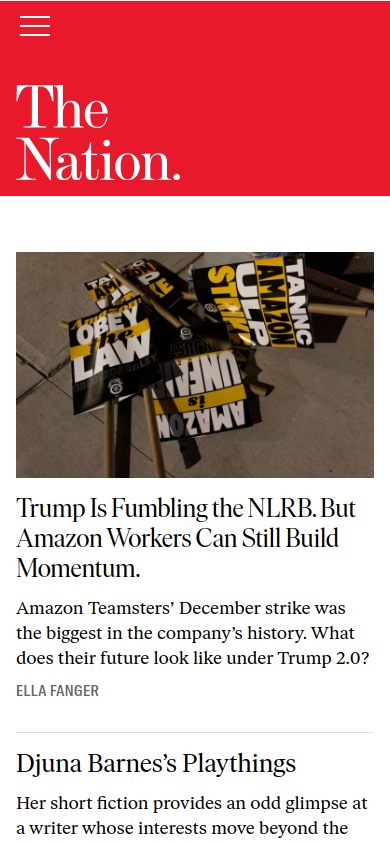 The
Nation.
AMAZON
STRIKE
ULP
AMAZON
OBEY
the
LAW
UNFAI
is
AMAZON
Trump Is Fumbling the NLRB. But
Amazon Workers Can Still Build
Momentum.
Amazon Teamsters’ December strike was
the biggest in the company’s history. What
does their future look like under Trump 2.0?
ELLA FANGER
Djuna Barnes’s Playthings
Her short fiction provides an odd glimpse at
a writer whose interests move beyond the